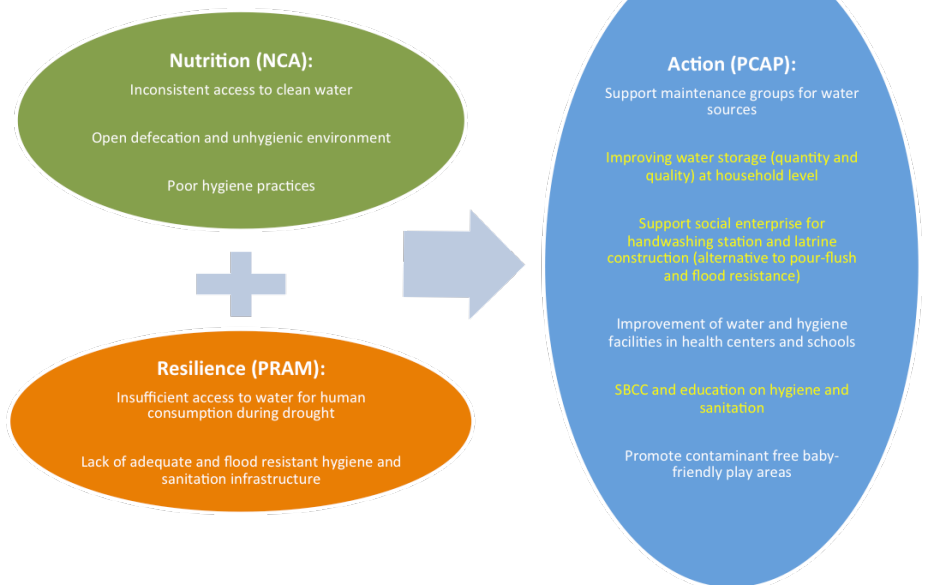 Nutrition (NCA):
Inconsistent access to clean water
Open defecation and unhygienic environment
Poor hygiene practices
Resilience (PRAM):
Insufficient access to water for human
consumption during drought
Lack of adequate and flood resistant hygiene and
sanitation infrastructure
Action (PCAP):
Support maintenance groups for water
sources
Improving water storage (quantity and
quality) at household level
Support social enterprise for
handwashing station and latrine
construction (alternative to pour-flush
and flood resistance)
Improvement of water and hygiene
facilities in health centers and schools
SBCC and education on hygiene and
sanitation
Promote contaminant free baby-
friendly play areas